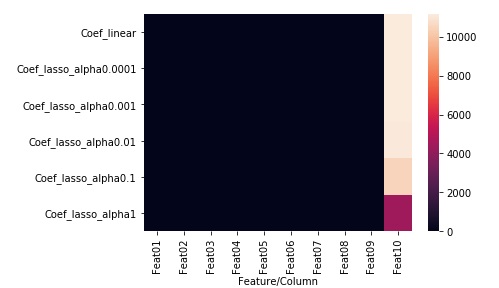 Coef_linear
Coef_lasso_alpha0.0001
Coef_lasso_alpha0.001
Coef_lasso_alpha0.01
Coef_lasso_alpha0.1
Coef_lasso_alpha1
Feat01 Feat02 Feat03 Feat04 Feat05 Feat06 Feat07 Feat08 Feat09 Feat10
Feature/Column
10000
8000
6000
4000
2000
0